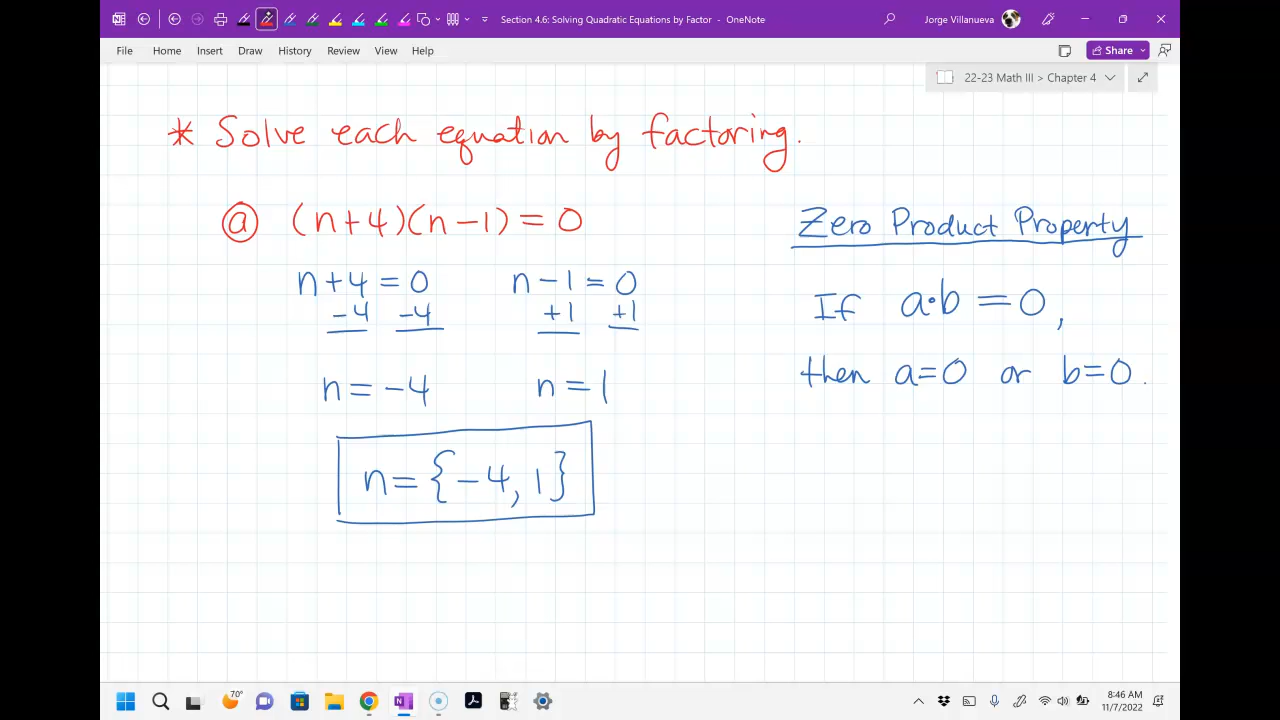 Section 4.6: Solving Quadratic Equations by Factor - OneNote
Jorge Villanueva
File Home Insert Draw History Review View Help
Share
22-23 Math III > Chapter 4
* Solve each equation by factoring.
ⓐ (n+4)(n-1)=0
n+4=0 n-1=0
-4 -4 +1 +1
n=-4 n=1
n={-4,1}
Zero Product Property
If a·b=0,
then a=0 or b=0.
70°
8:46 AM
11/7/2022